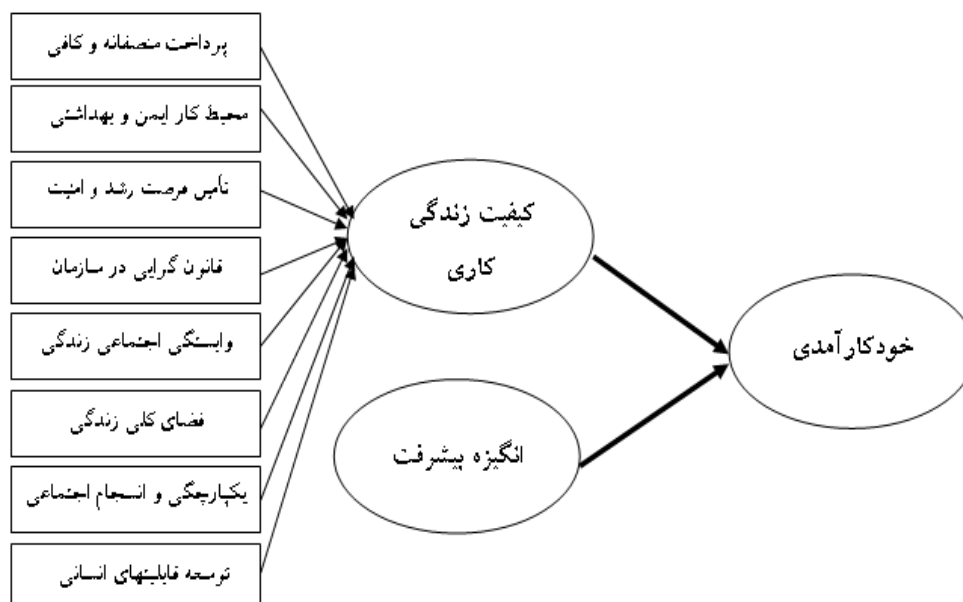 پرداخت منصفانه و کافی
محیط کار ایمن و بهداشتی
تأمین فرصت رشد و امنیت
قانون گرایی در سازمان
وابستگی اجتماعی زندگی
فضای کلی زندگی
یکپارچگی و انسجام اجتماعی
توسعه قابلیتهای انسانی
کیفیت زندگی
کاری
انگیزه پیشرفت
خودکارآمدی